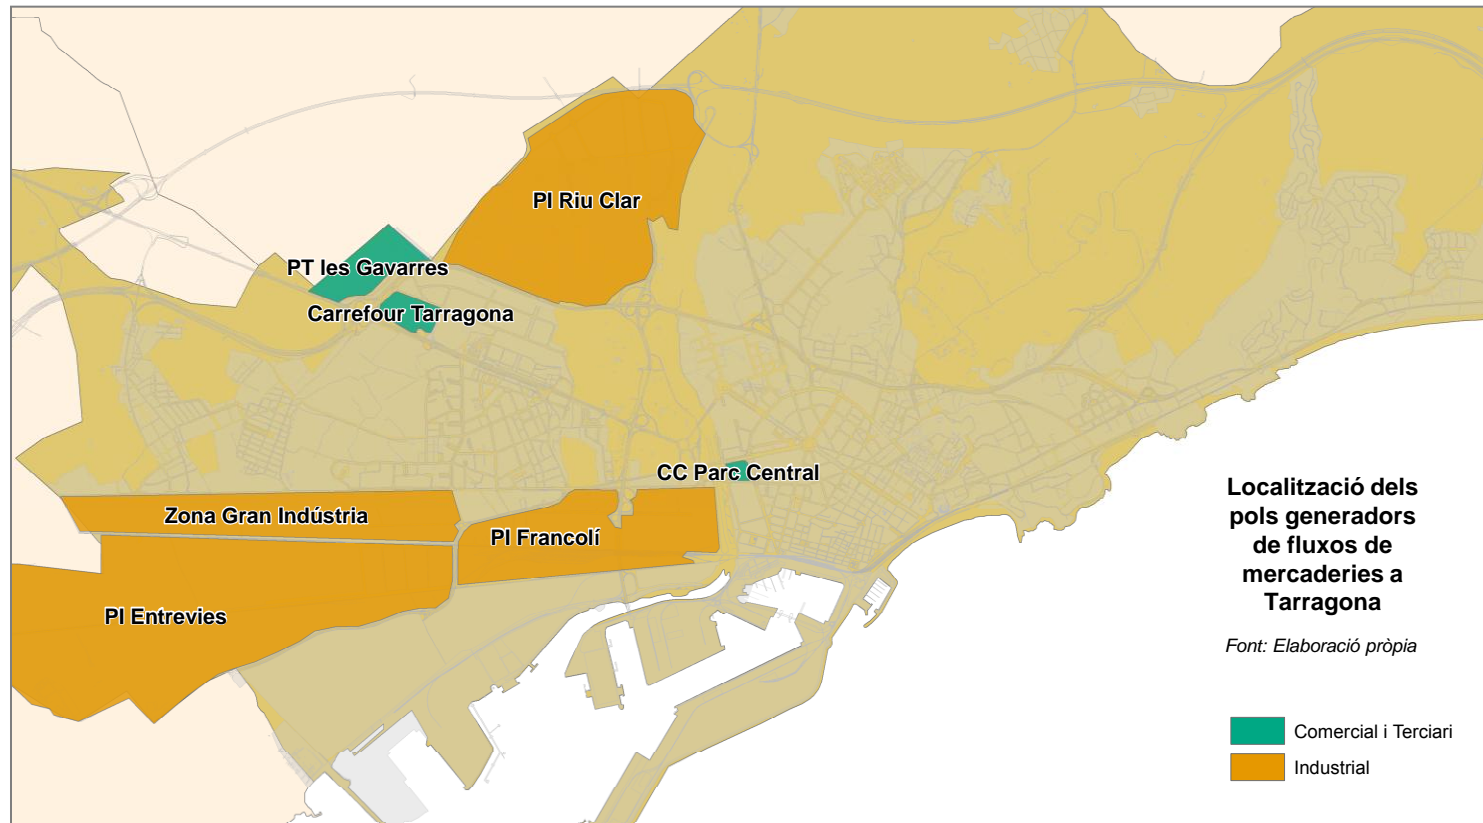 PI Riu Clar
PT les Gavarres
Carrefour Tarragona
CC Parc Central
Zona Gran Indústria
PI Francolí
PI Entrevies
Localització dels
pols generadors
de fluxos de
mercaderies a
Tarragona
Font: Elaboració pròpia
Comercial i Terciari
Industrial